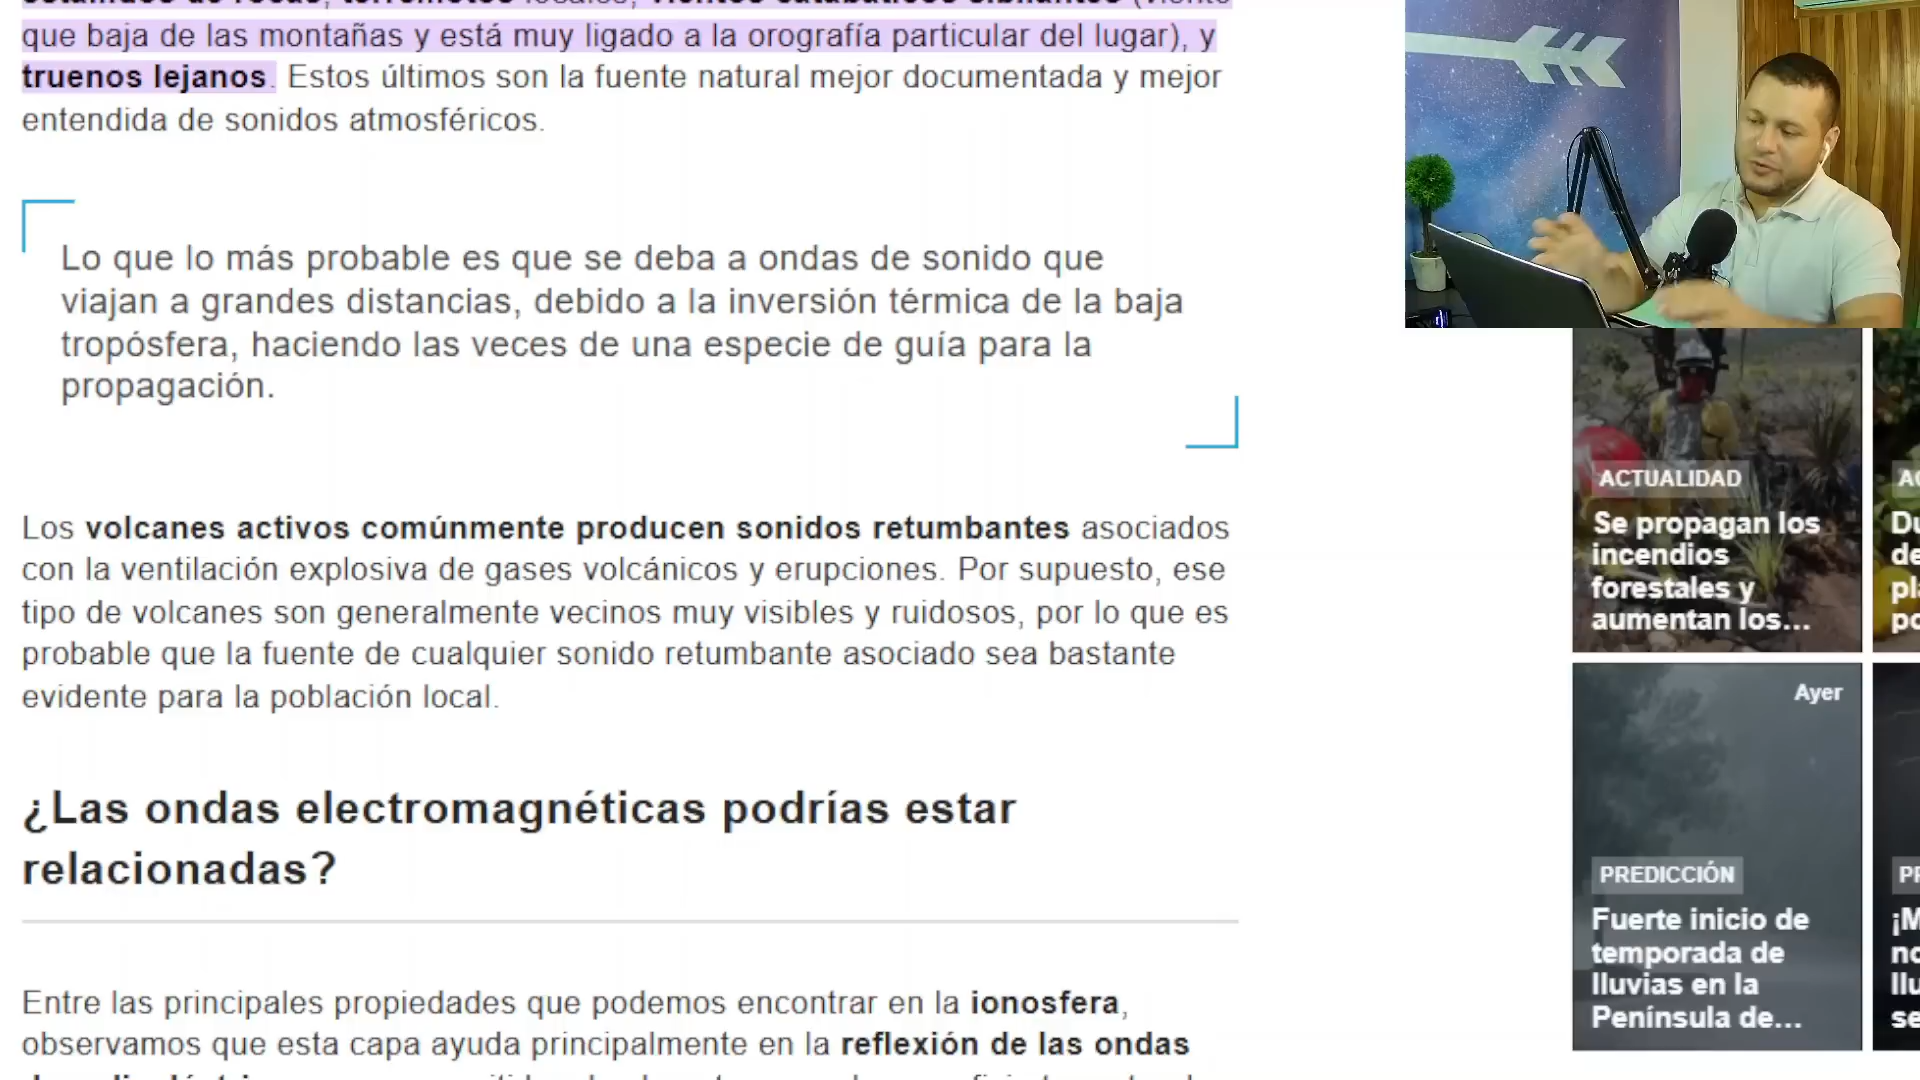 que baja de las montañas y está muy ligado a la orografía particular del lugar), y
truenos lejanos. Estos últimos son la fuente natural mejor documentada y mejor
entendida de sonidos atmosféricos.
Lo que lo más probable es que se deba a ondas de sonido que
viajan a grandes distancias, debido a la inversión térmica de la baja
tropósfera, haciendo las veces de una especie de guía para la
propagación.
Los volcanes activos comúnmente producen sonidos retumbantes asociados
con la ventilación explosiva de gases volcánicos y erupciones. Por supuesto, ese
tipo de volcanes son generalmente vecinos muy visibles y ruidosos, por lo que es
probable que la fuente de cualquier sonido retumbante asociado sea bastante
evidente para la población local.
¿Las ondas electromagnéticas podrías estar
relacionadas?
Entre las principales propiedades que podemos encontrar en la ionosfera,
observamos que esta capa ayuda principalmente en la reflexión de las ondas
ACTUALIDAD
Se propagan los
incendios
forestales y
aumentan los...
Ayer
PREDICCIÓN
Fuerte inicio de
temporada de
lluvias en la
Península de...